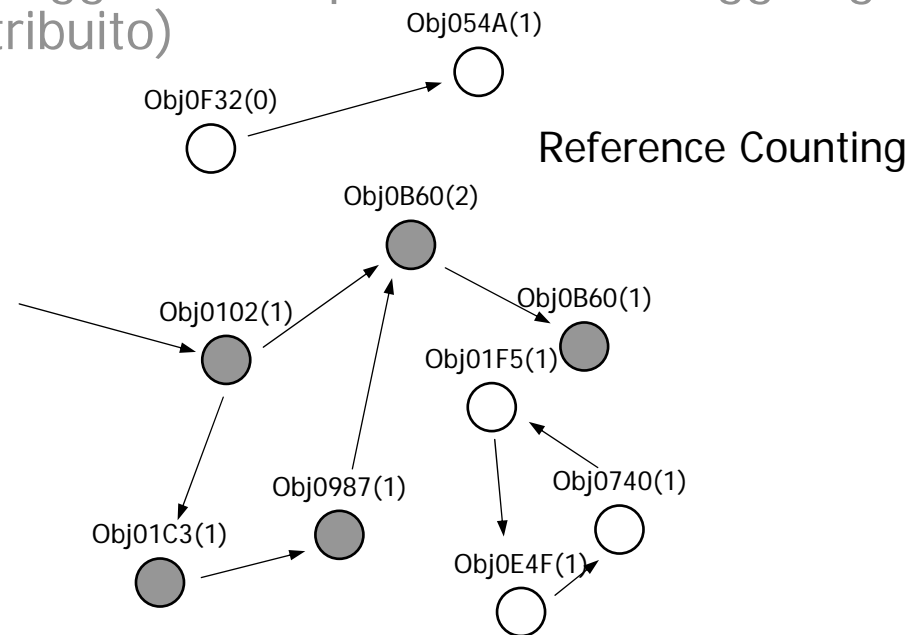 tribuito)
Obj054A(1)
Obj0F32(0)
Reference Counting
Obj0B60(2)
Obj0102(1)
Obj0B60(1)
Obj01F5(1)
Obj0987(1)
Obj0740(1)
Obj01C3(1)
Obj0E4F(1)